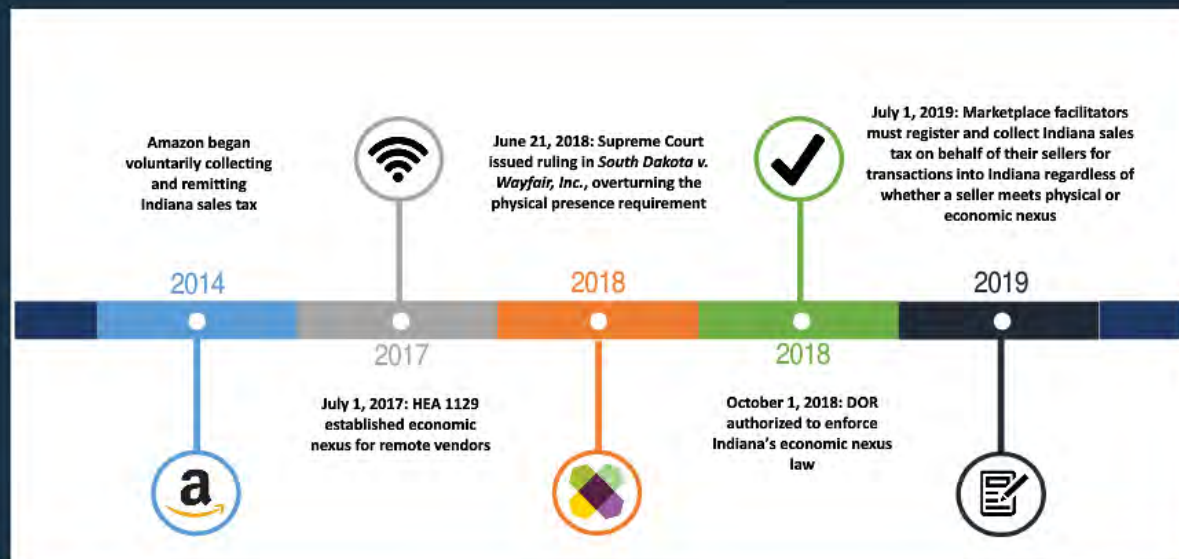 Amazon began
voluntarily collecting
and remitting
Indiana sales tax
2014
2017
July 1, 2017: HEA 1129
established economic
nexus for remote vendors
June 21, 2018: Supreme Court
issued ruling in South Dakota v.
Wayfair, Inc., overturning the
physical presence requirement
2018
2018
October 1, 2018: DOR
authorized to enforce
Indiana's economic nexus
law
July 1, 2019: Marketplace facilitators
must register and collect Indiana sales
tax on behalf of their sellers for
transactions into Indiana regardless of
whether a seller meets physical or
economic nexus
2019
a